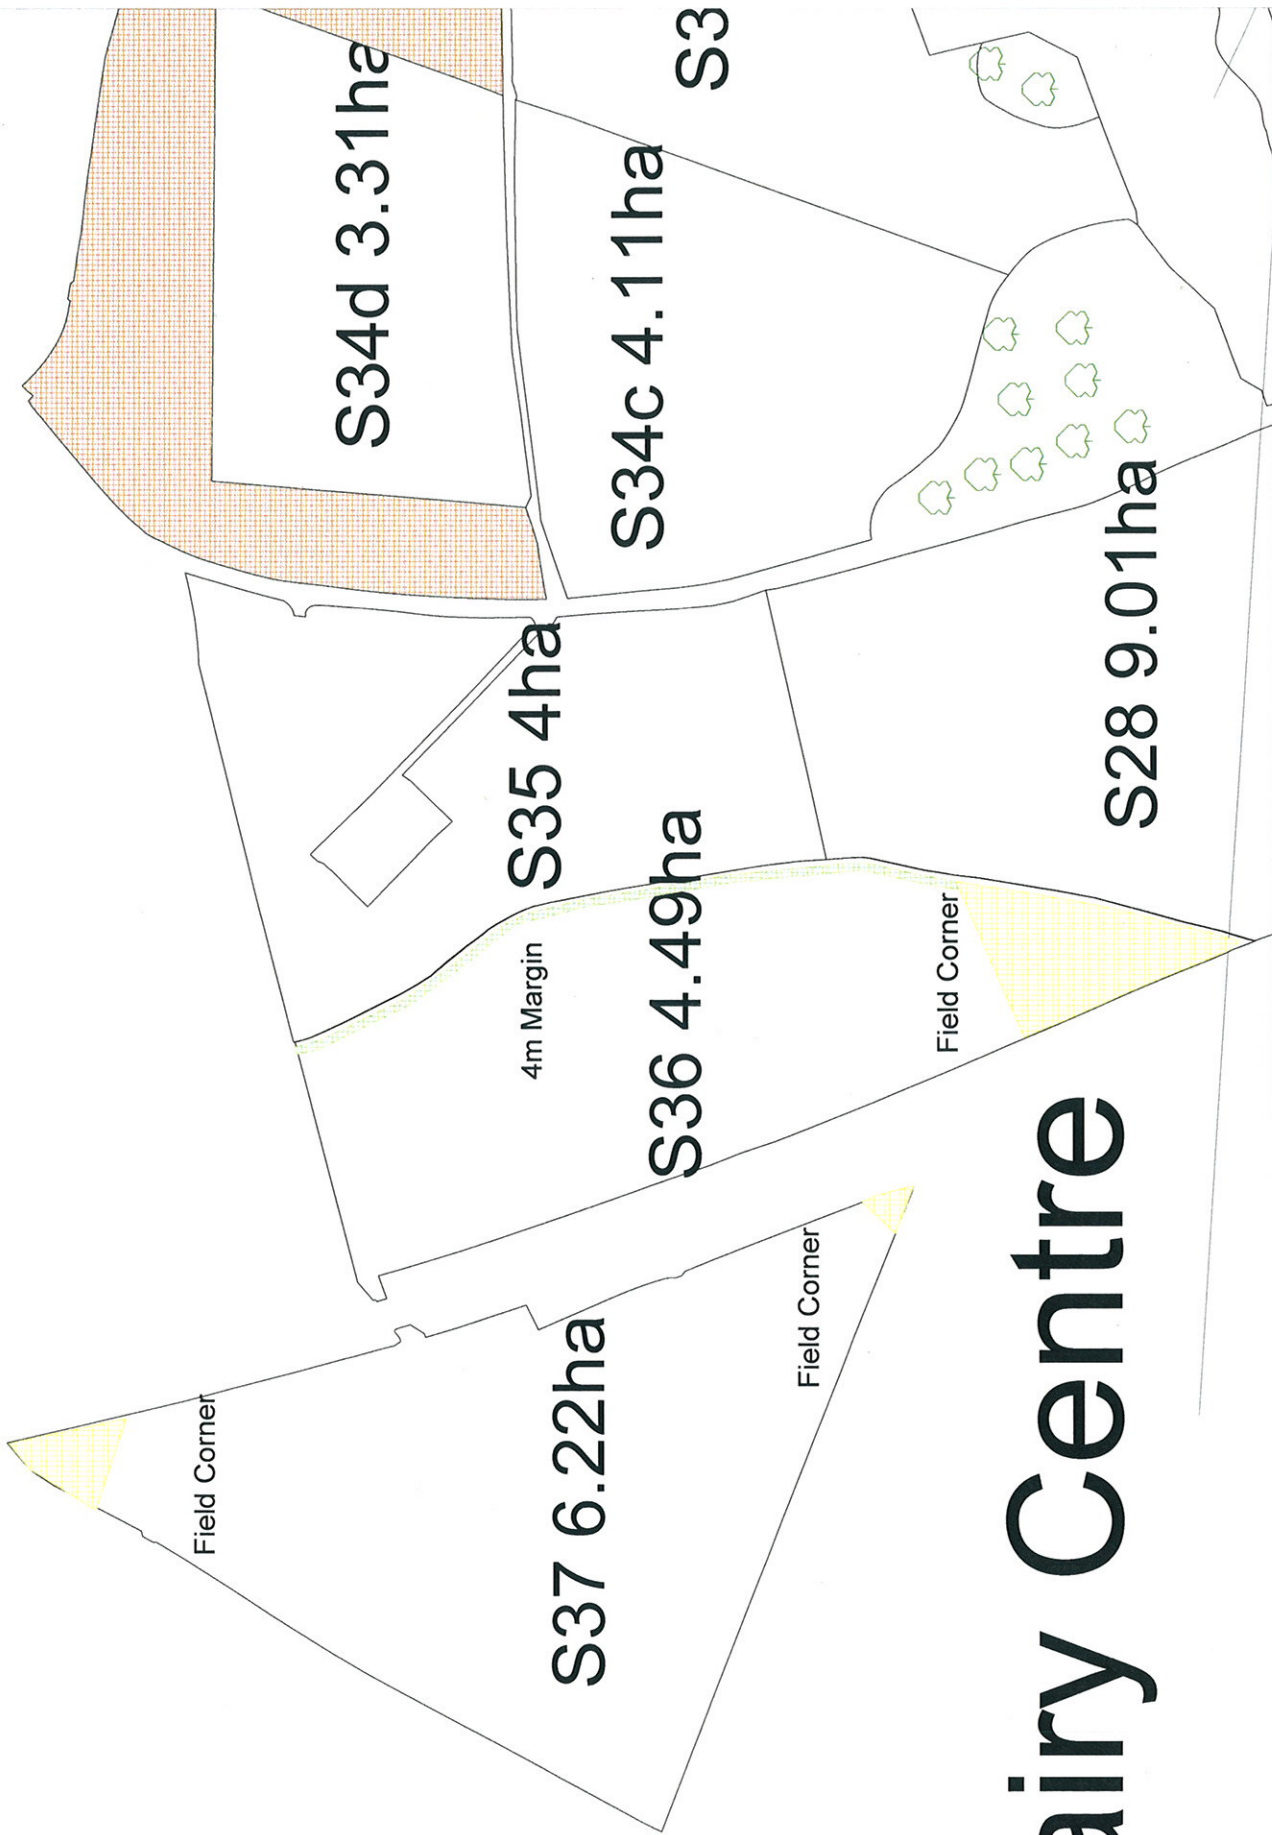 S34d 3.31ha
S3
S34c 4.11ha
S35 4ha
S28 9.01ha
4m Margin
S36 4.49ha
Field Corner
Field Corner
Field Corner
S37 6.22ha
airy Centre